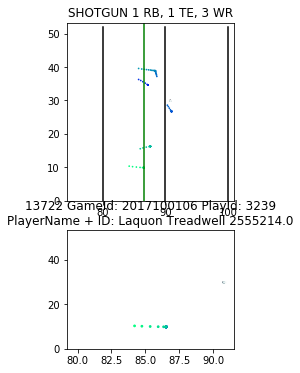 SHOTGUN 1 RB, 1 TE, 3 WR
50
40
30
20
10
0
80 90 100
13722 GameId: 2017100106 PlayId: 3239
PlayerName + ID: Laquon Treadwell 2555214.0
40
20
0
80.0 82.5 85.0 87.5 90.0